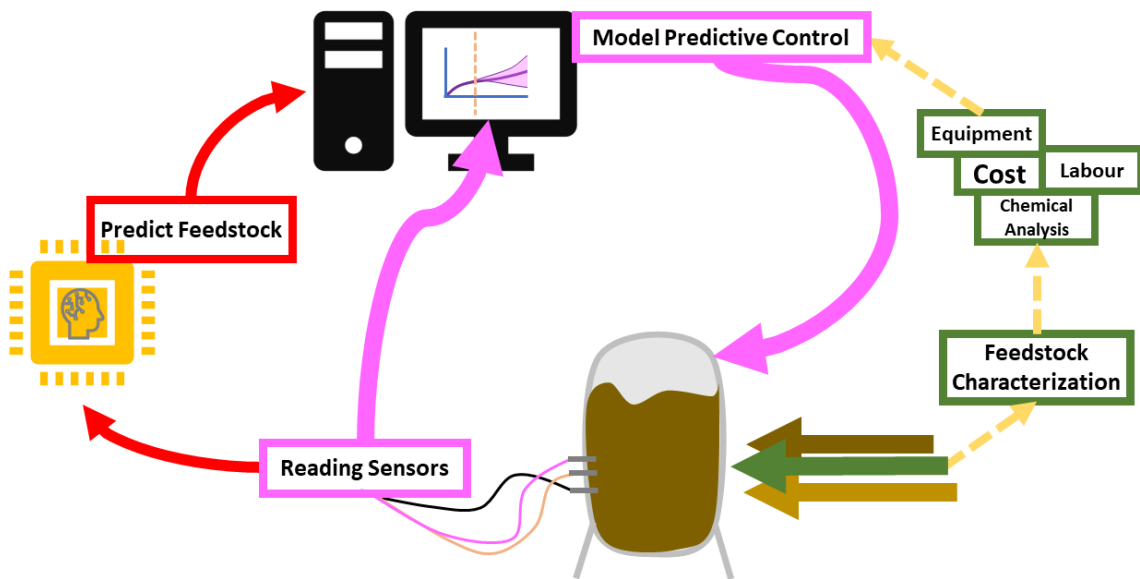 Model Predictive Control
Equipment
Cost
Labour
Chemical
Analysis
Predict Feedstock
Feedstock
Characterization
Reading Sensors